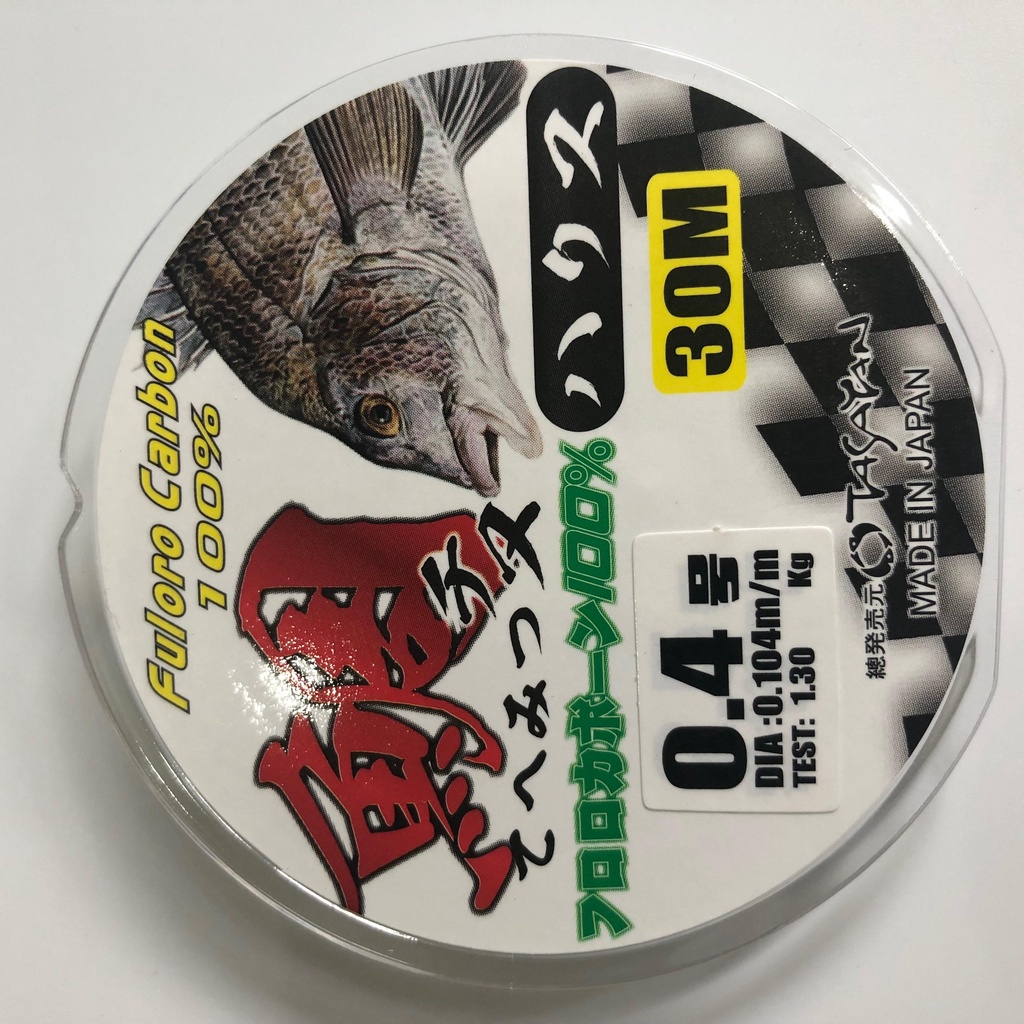 Fuloro Carbon
100%
フロロカボーン100%
ハリス
30M
0.4号
DIA :0.104m/m
TEST: 1.30 Kg
總発売元 TASAYAN
MADE IN JAPAN